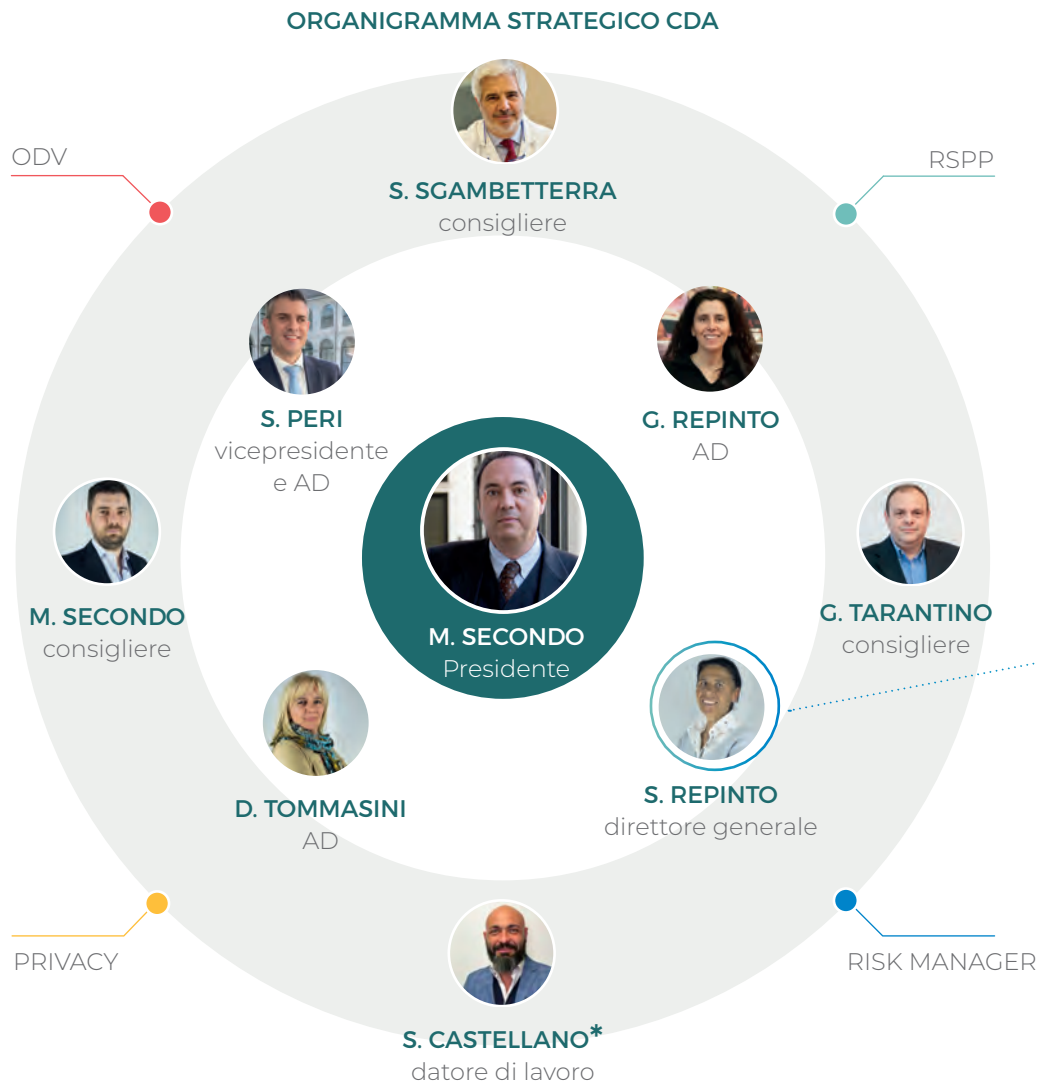 ORGANIGRAMMA STRATEGICO CDA
ODV
RSPP
S. SGAMBETTERRA
consigliere
S. PERI
vicepresidente
e AD
G. REPINTO
AD
M. SECONDO
consigliere
M. SECONDO
Presidente
G. TARANTINO
consigliere
D. TOMMASINI
AD
S. REPINTO
direttore generale
PRIVACY
RISK MANAGER
S. CASTELLANO*
datore di lavoro